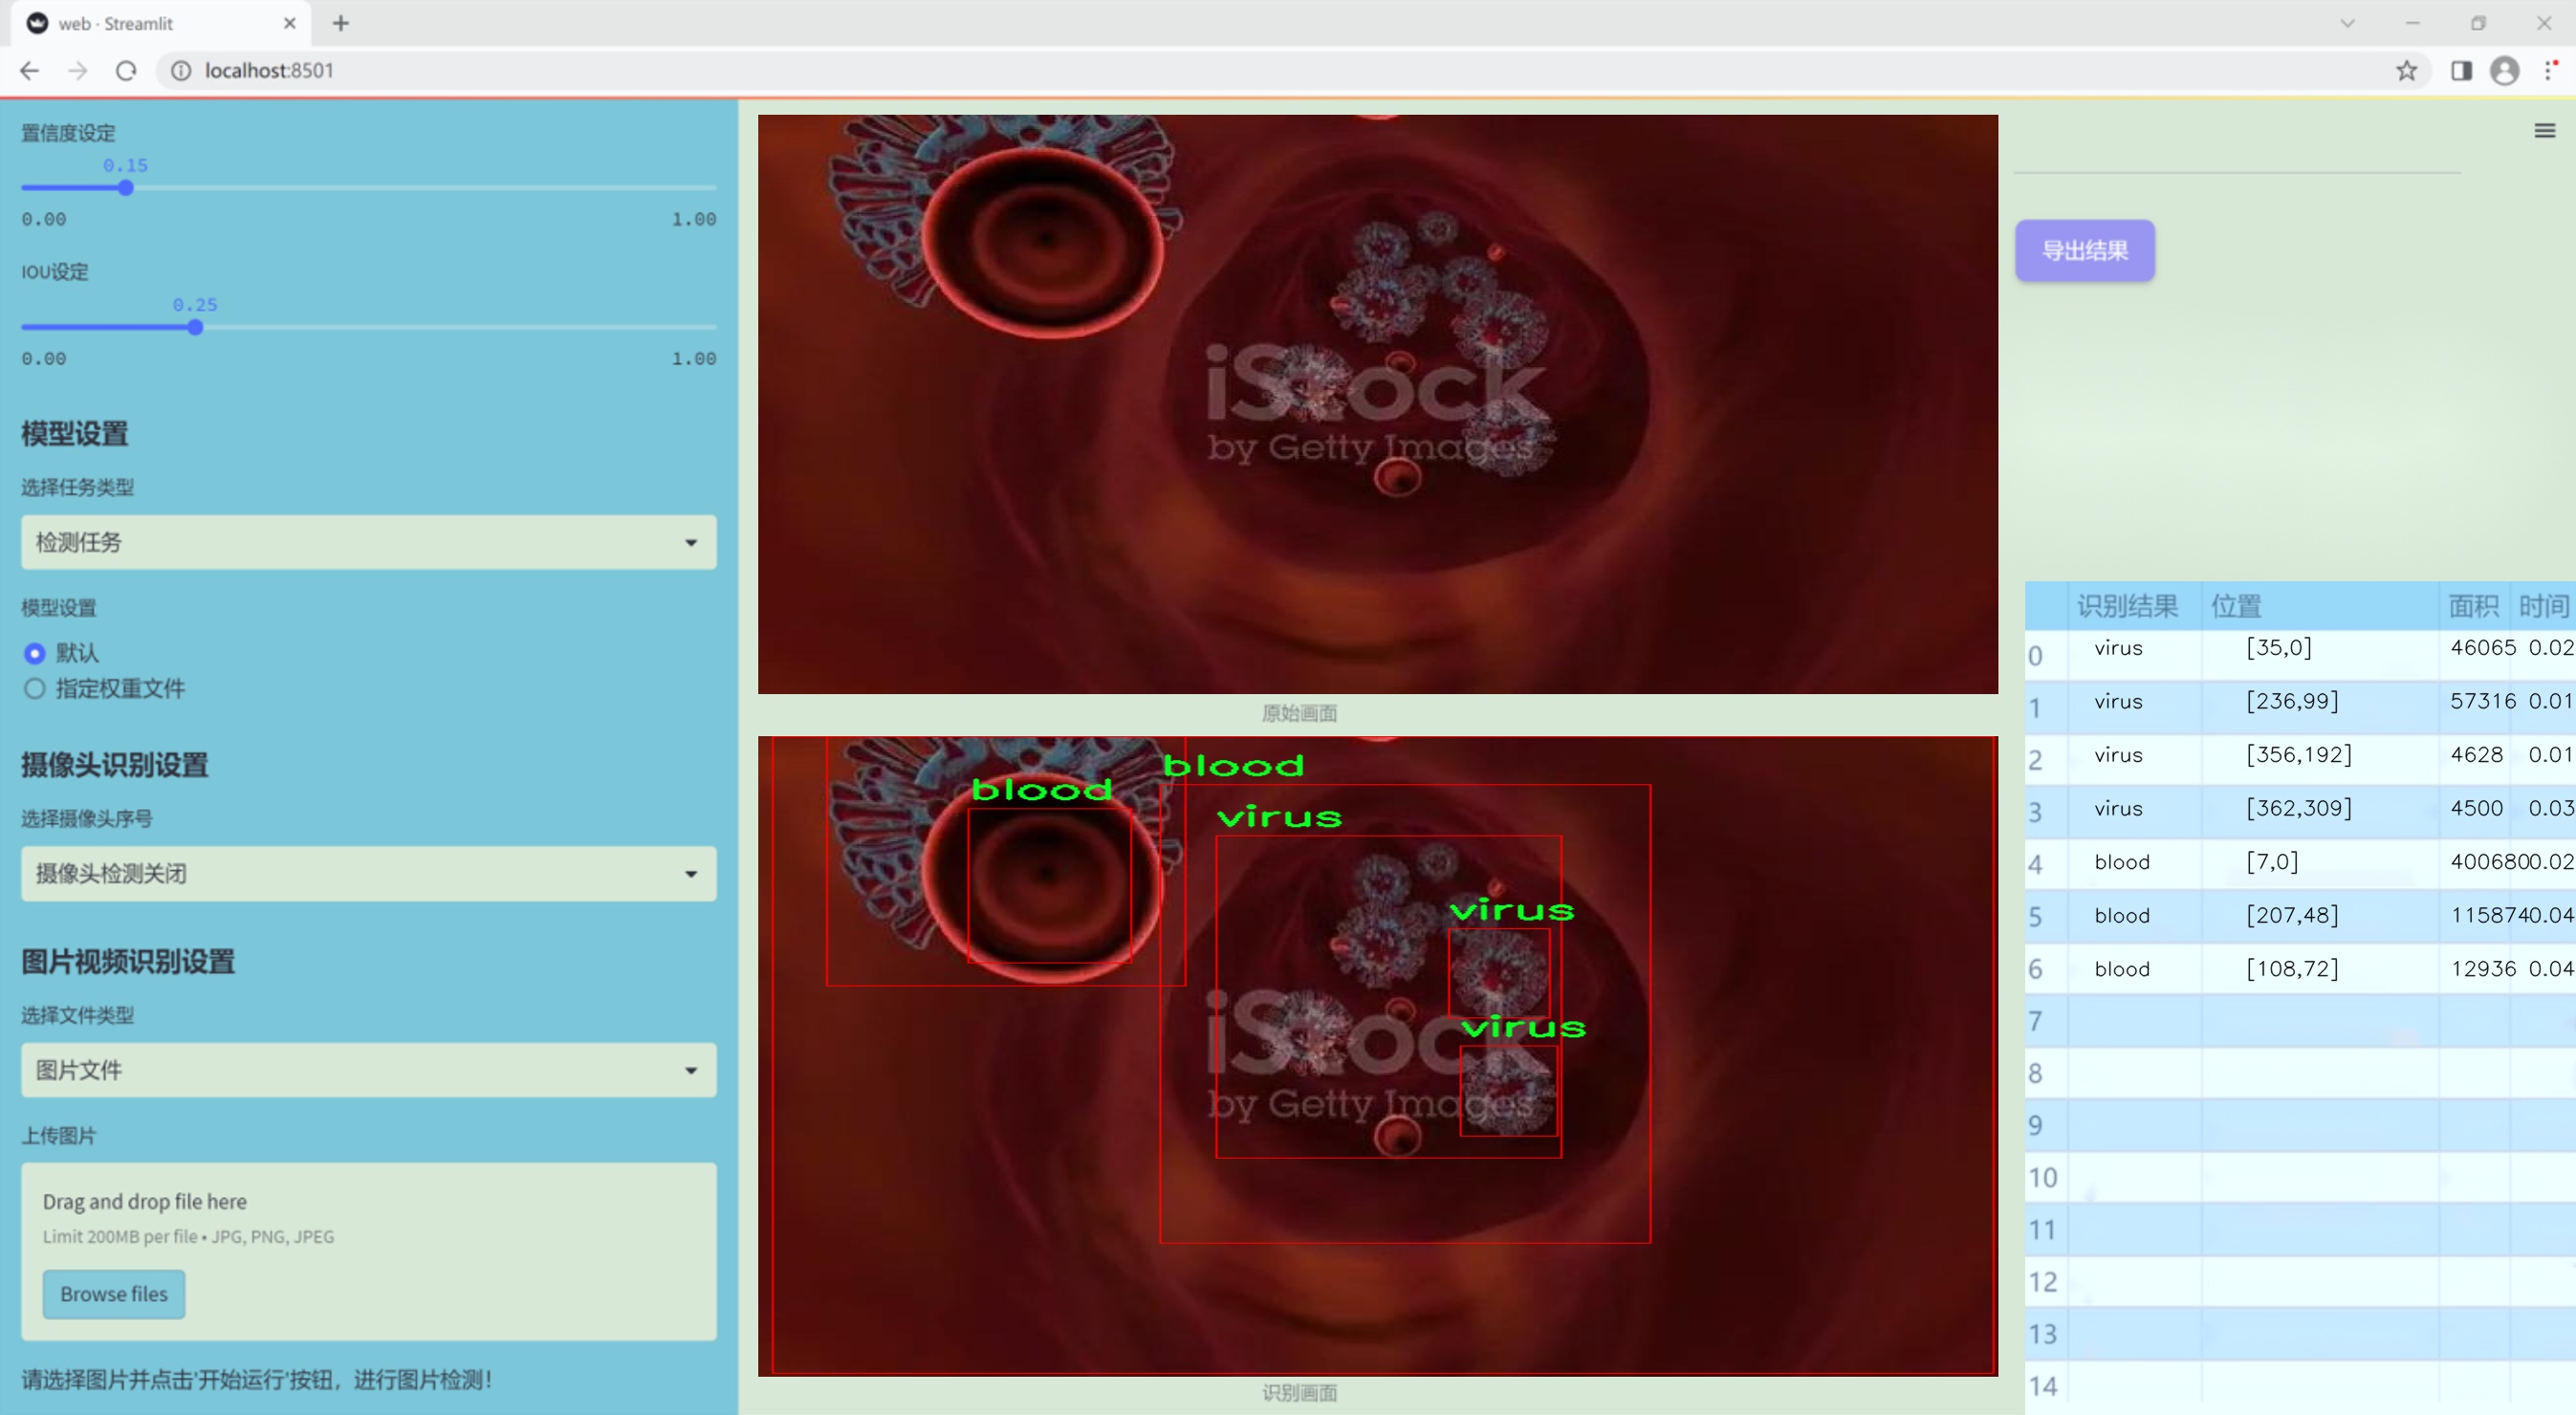 web · Streamlit
localhost:8501
置信度设定
0.15
0.00 1.00
IOU设定
0.25
0.00 1.00
模型设置
选择任务类型
检测任务
模型设置
默认
指定权重文件
摄像头识别设置
选择摄像头序号
摄像头检测关闭
图片视频识别设置
选择文件类型
图片文件
上传图片
Drag and drop file here
Limit 200MB per file • JPG, PNG, JPEG
Browse files
请选择图片并点击'开始运行'按钮，进行图片检测！
iStock
by Getty Images
原始画面
blood
blood
virus
virus
virus
iStock
by Getty Images
识别画面
导出结果
识别结果 位置 面积 时间
0 virus [35,0] 46065 0.02
1 virus [236,99] 57316 0.01
2 virus [356,192] 4628 0.01
3 virus [362,309] 4500 0.03
4 blood [7,0] 400680 0.02
5 blood [207,48] 115874 0.04
6 blood [108,72] 12936 0.04
7
8
9
10
11
12
13
14